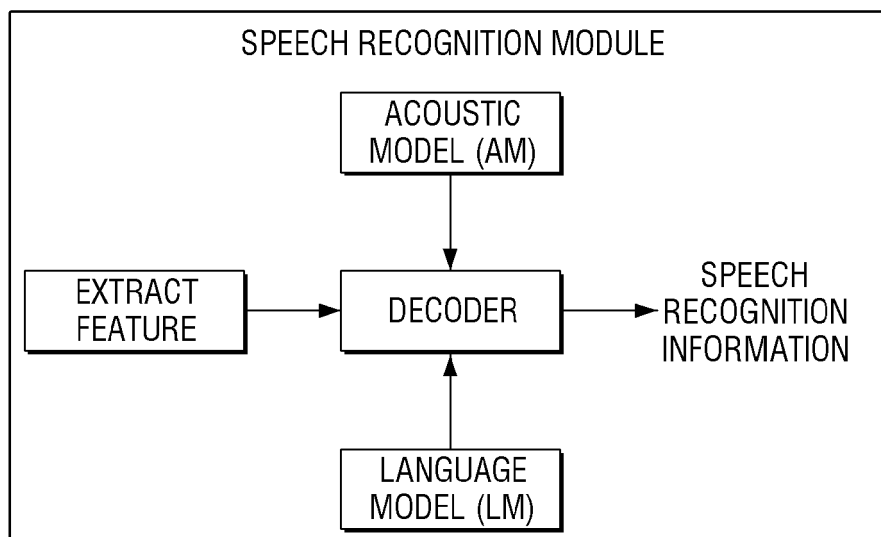 SPEECH RECOGNITION MODULE
ACOUSTIC
MODEL (AM)
EXTRACT
FEATURE
DECODER
SPEECH
RECOGNITION
INFORMATION
LANGUAGE
MODEL (LM)